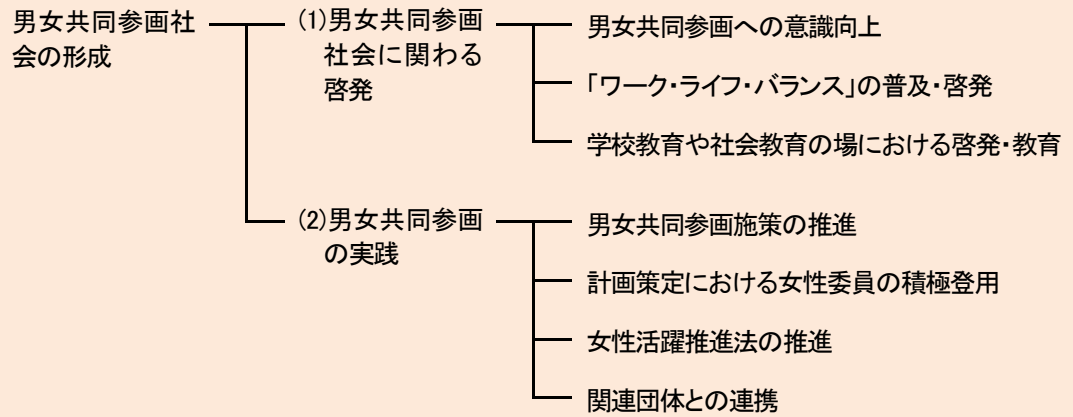 男女共同参画社
会の形成
(1)男女共同参画
社会に関わる
啓発
男女共同参画への意識向上
「ワーク・ライフ・バランス」の普及・啓発
学校教育や社会教育の場における啓発・教育
(2)男女共同参画
の実践
男女共同参画施策の推進
計画策定における女性委員の積極登用
女性活躍推進法の推進
関連団体との連携